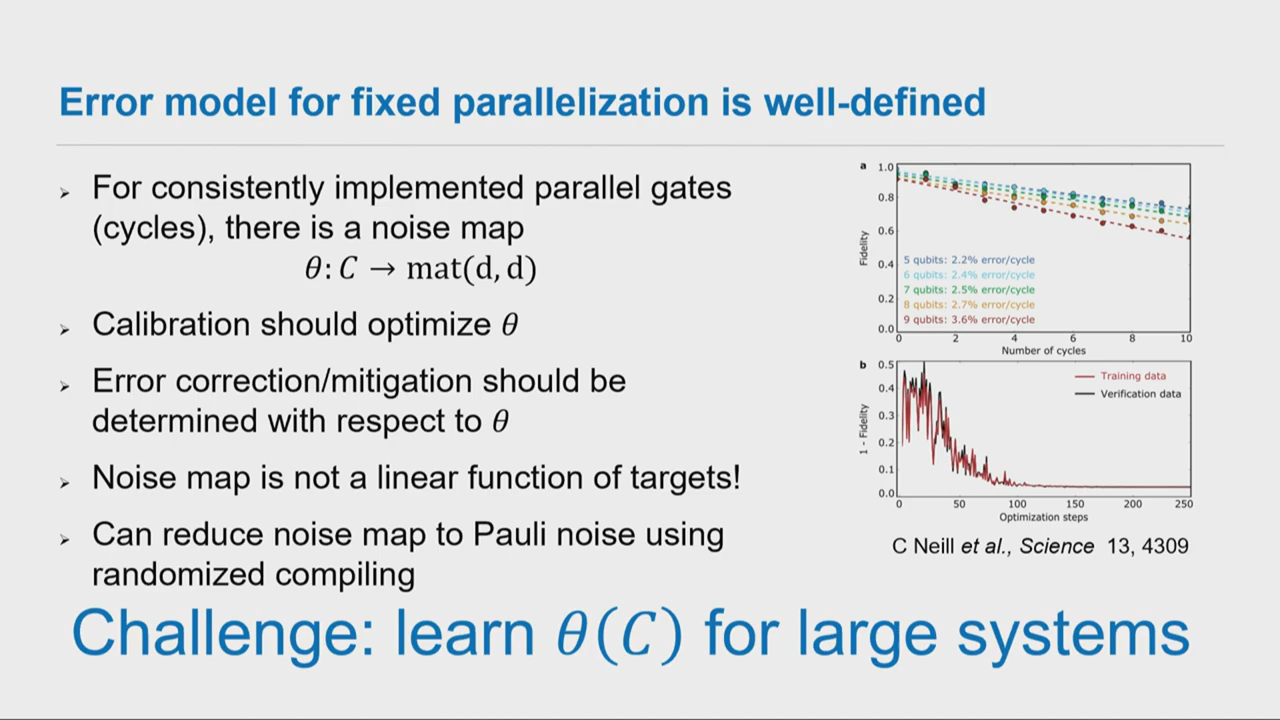 Error model for fixed parallelization is well-defined
➢ For consistently implemented parallel gates
(cycles), there is a noise map
θ: C → mat(d, d)
➢ Calibration should optimize θ
➢ Error correction/mitigation should be
determined with respect to θ
➢ Noise map is not a linear function of targets!
➢ Can reduce noise map to Pauli noise using
randomized compiling
a
1.0
0.8
0.6
0.4
0.2
0.0
Fidelity
5 qubits: 2.2% error/cycle
6 qubits: 2.4% error/cycle
7 qubits: 2.5% error/cycle
8 qubits: 2.7% error/cycle
9 qubits: 3.6% error/cycle
0 2 4 6 8 10
Number of cycles
b
0.5
0.4
0.3
0.2
0.1
0.0
1 - Fidelity
Training data
Verification data
0 50 100 150 200 250
Optimization steps
C Neill et al., Science 13, 4309
Challenge: learn θ(C) for large systems